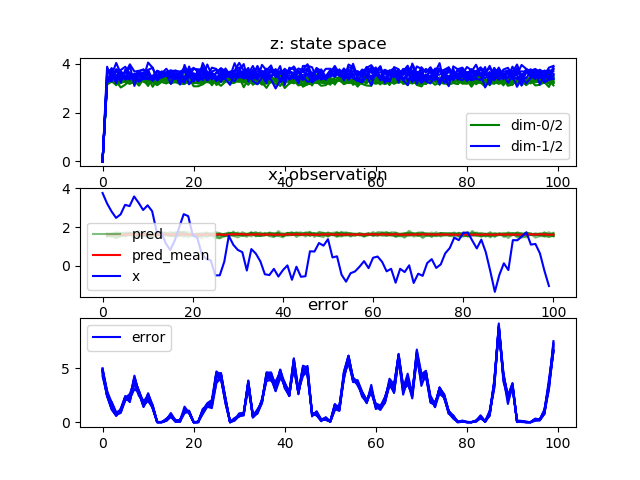 z: state space
4
2
0
dim-0/2
dim-1/2
0 20 40 60 80 100
x: observation
4
2
0
pred
pred_mean
x
0 20 40 60 80 100
error
5
0
error
0 20 40 60 80 100